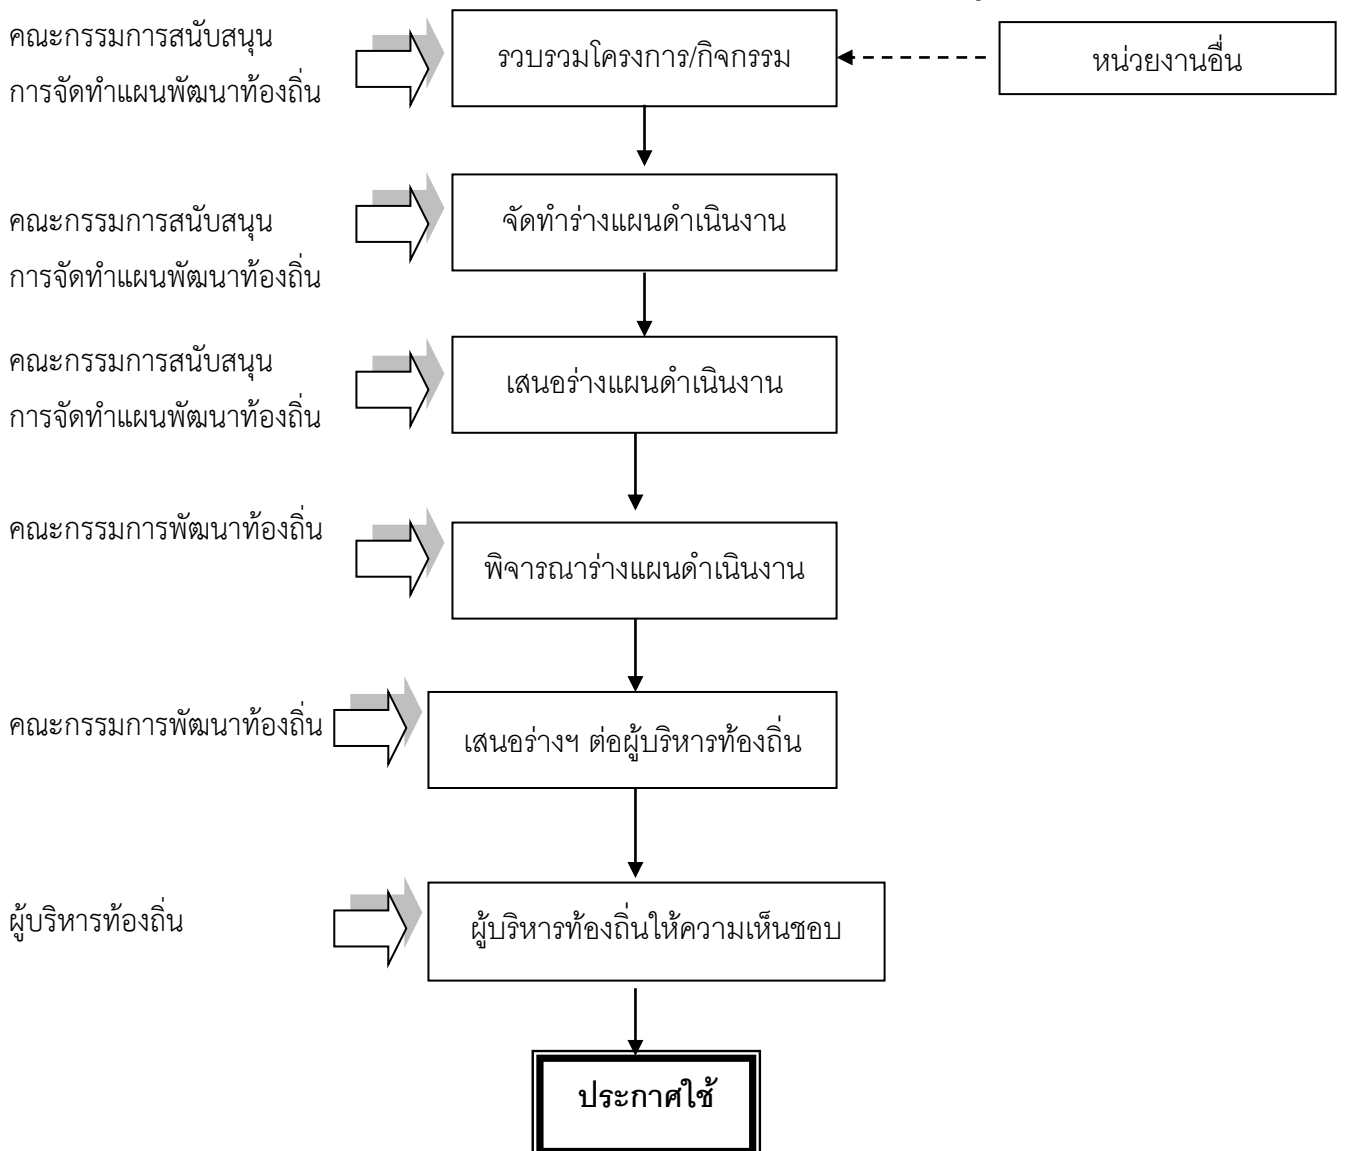 คณะกรรมการสนับสนุน
การจัดทำแผนพัฒนาท้องถิ่น
รวบรวมโครงการ/กิจกรรม
หน่วยงานอื่น
คณะกรรมการสนับสนุน
การจัดทำแผนพัฒนาท้องถิ่น
จัดทำร่างแผนดำเนินงาน
คณะกรรมการสนับสนุน
การจัดทำแผนพัฒนาท้องถิ่น
เสนอร่างแผนดำเนินงาน
คณะกรรมการพัฒนาท้องถิ่น
พิจารณาร่างแผนดำเนินงาน
คณะกรรมการพัฒนาท้องถิ่น
เสนอร่างฯ ต่อผู้บริหารท้องถิ่น
ผู้บริหารท้องถิ่น
ผู้บริหารท้องถิ่นให้ความเห็นชอบ
ประกาศใช้